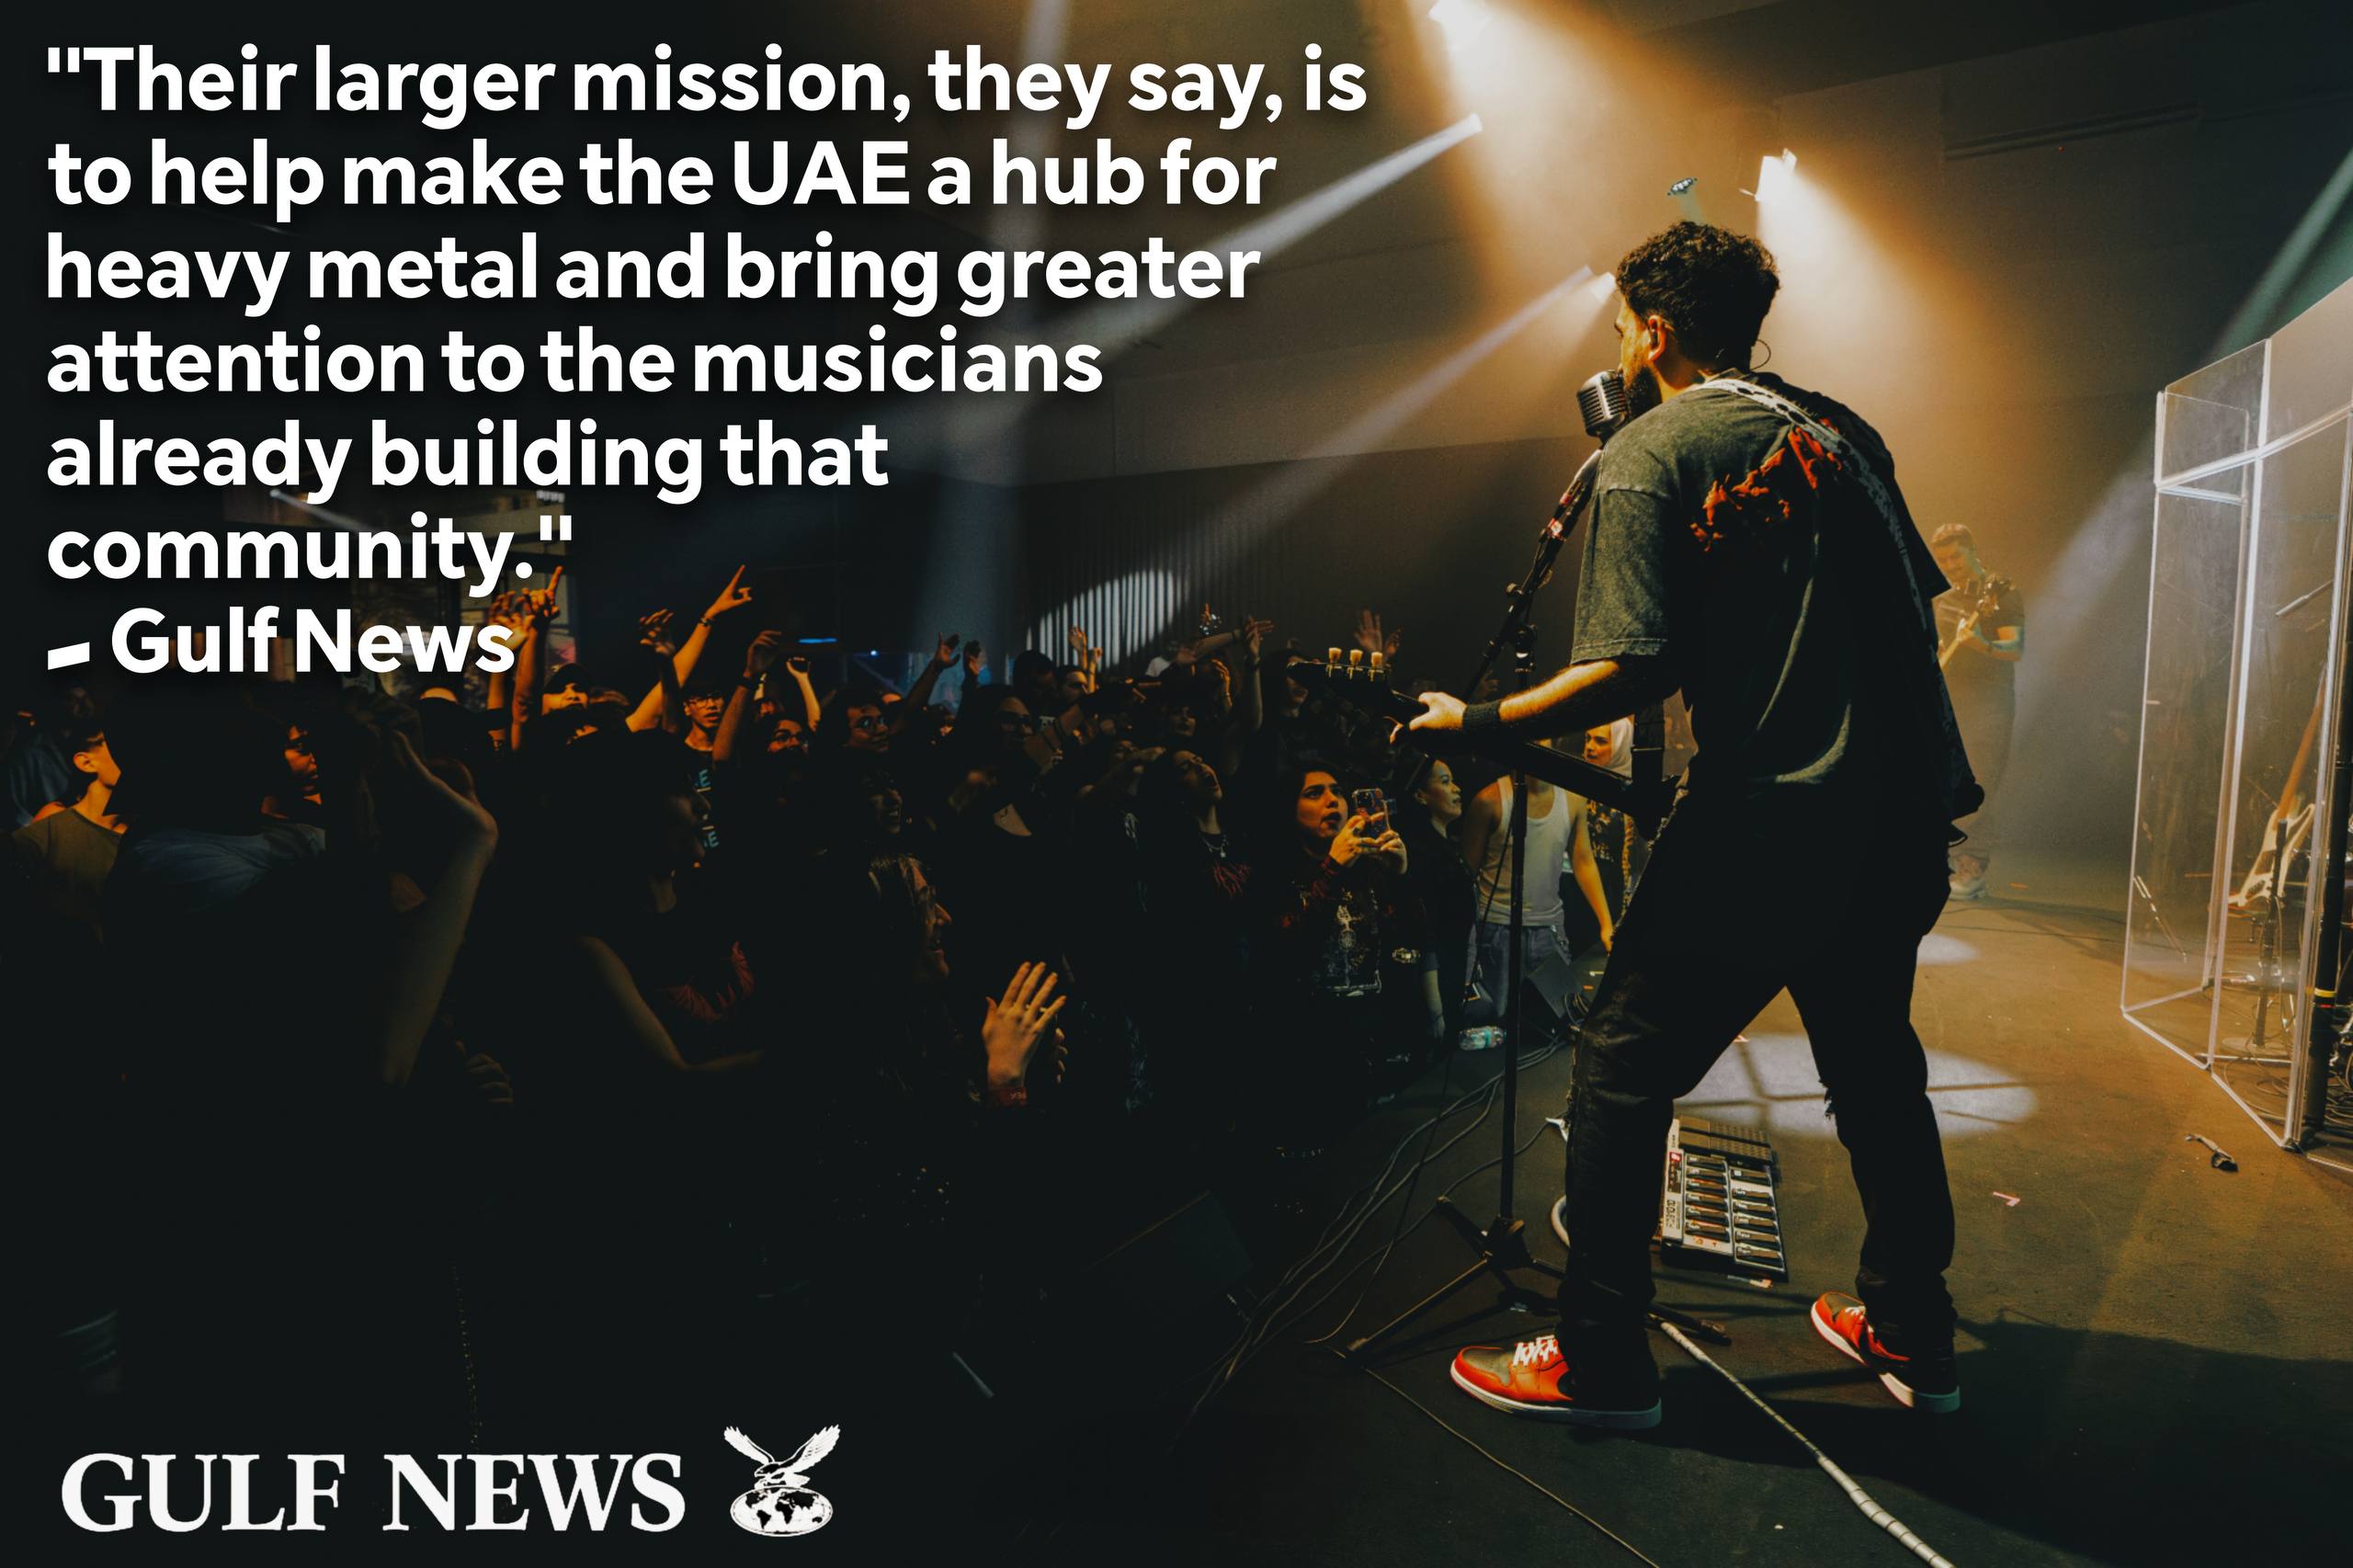 "Their larger mission, they say, is
to help make the UAE a hub for
heavy metal and bring greater
attention to the musicians
already building that
community."
– Gulf News
GULF NEWS